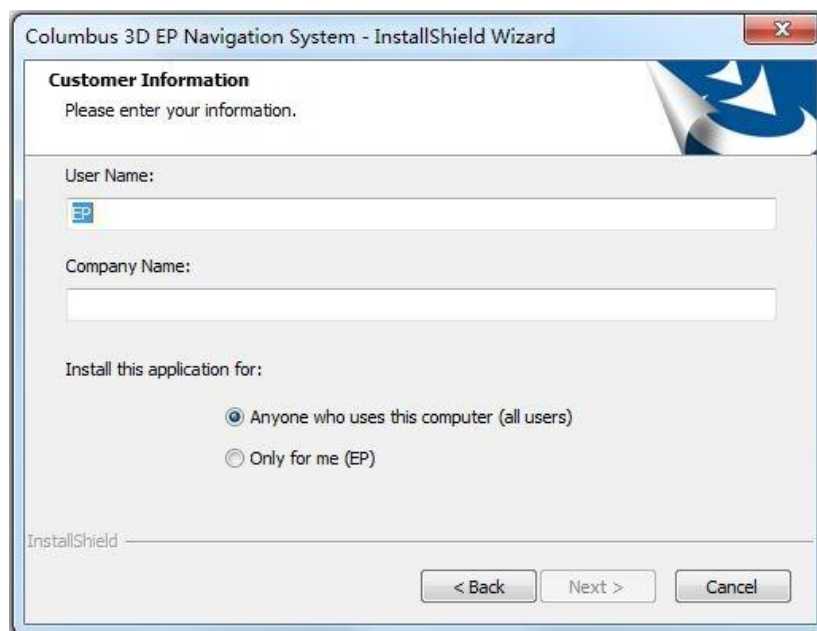 Columbus 3D EP Navigation System - InstallShield Wizard
Customer Information
Please enter your information.
User Name:
EP
Company Name:
Install this application for:
Anyone who uses this computer (all users)
Only for me (EP)
InstallShield
< Back
Next >
Cancel